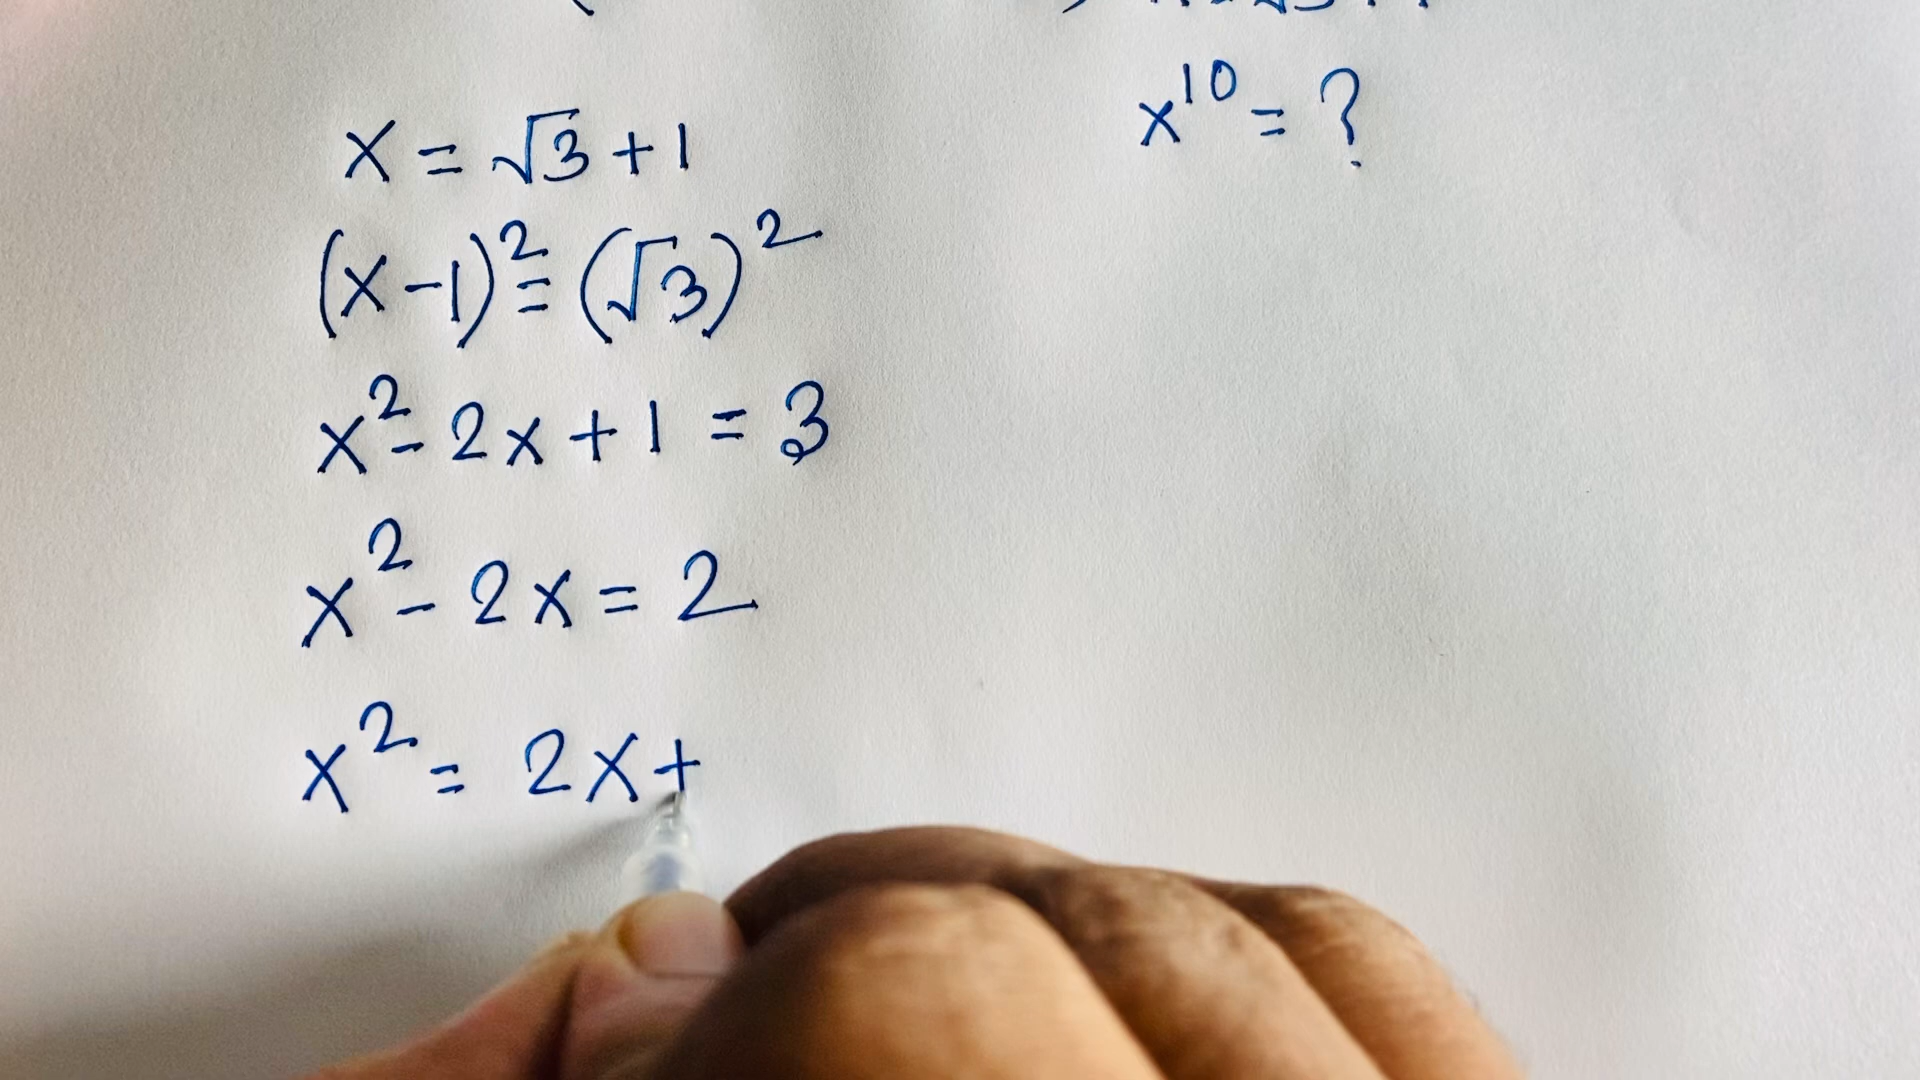 x = √3 + 1
(x - 1)² = (√3)²
x² - 2x + 1 = 3
x² - 2x = 2
x² = 2x +
x¹⁰ = ?